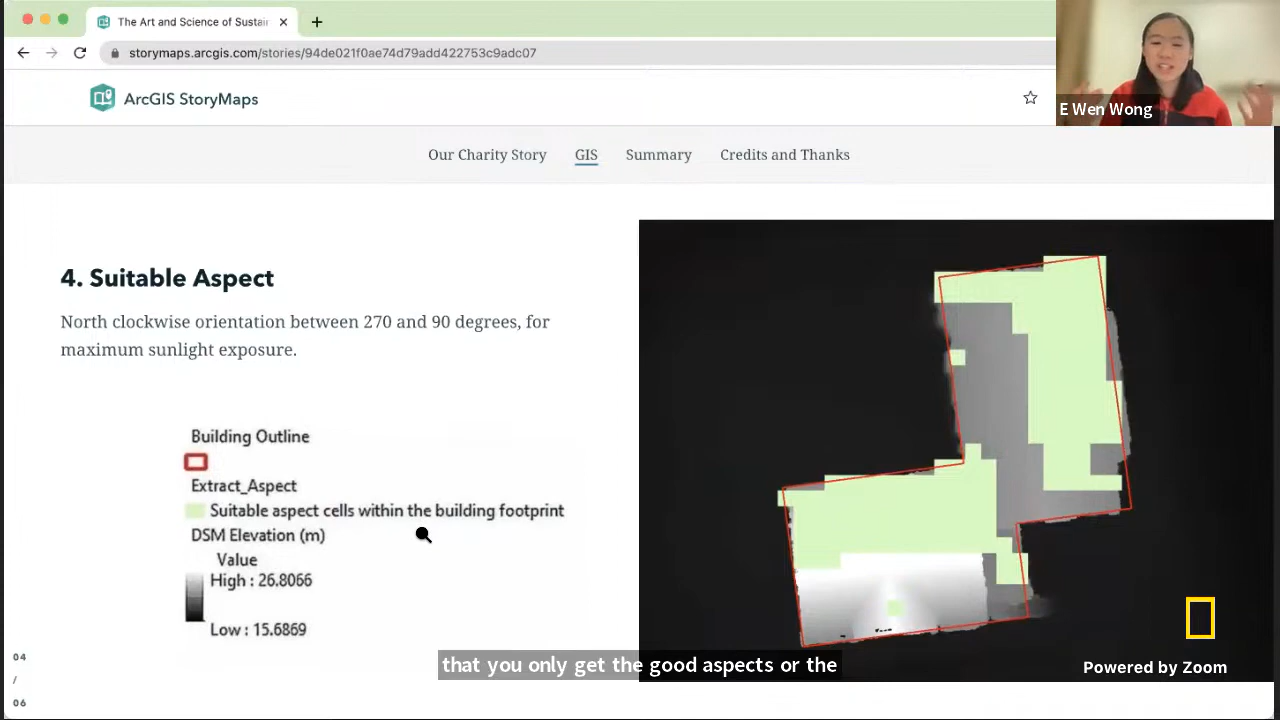 The Art and Science of Sustair
storymaps.arcgis.com/stories/94de021f0ae74d79add422753c9adc07
ArcGIS StoryMaps
E Wen Wong
Our Charity Story GIS Summary Credits and Thanks
4. Suitable Aspect
North clockwise orientation between 270 and 90 degrees, for
maximum sunlight exposure.
Building Outline
Extract_Aspect
Suitable aspect cells within the building footprint
DSM Elevation (m)
Value
High : 26.8066
Low : 15.6869
04
/
06
that you only get the good aspects or the
Powered by Zoom